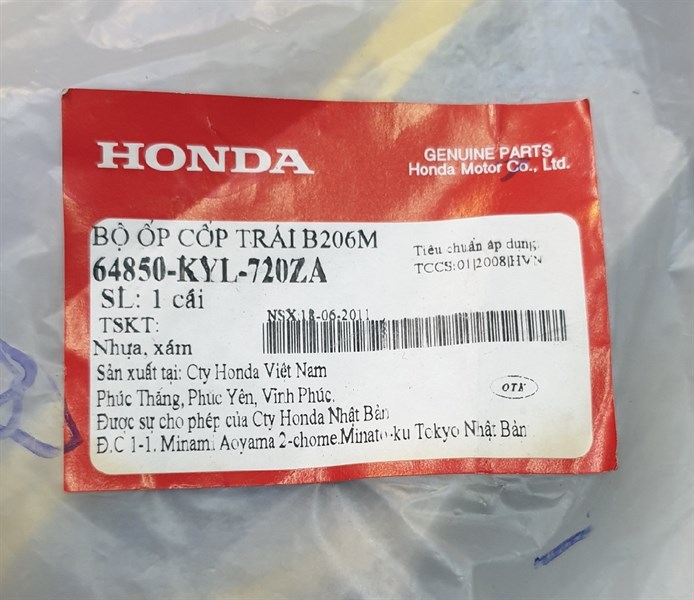 HONDA
GENUINE PARTS
Honda Motor Co., Ltd.
BỘ ỐP CỐP TRÁI B206M
64850-KYL-720ZA
SL: 1 cái
TSKT:
Nhựa, xám
Tiêu chuẩn áp dụng:
TCCS:01|2008|HVN
NSX:18-06-2011
Sản xuất tại: Cty Honda Việt Nam
Phúc Thắng, Phúc Yên, Vĩnh Phúc.
Được sự cho phép của Cty Honda Nhật Bản
Đ.C 1-1. Minami Aoyama 2-chome.Minato-ku Tokyo Nhật Bản
OTK